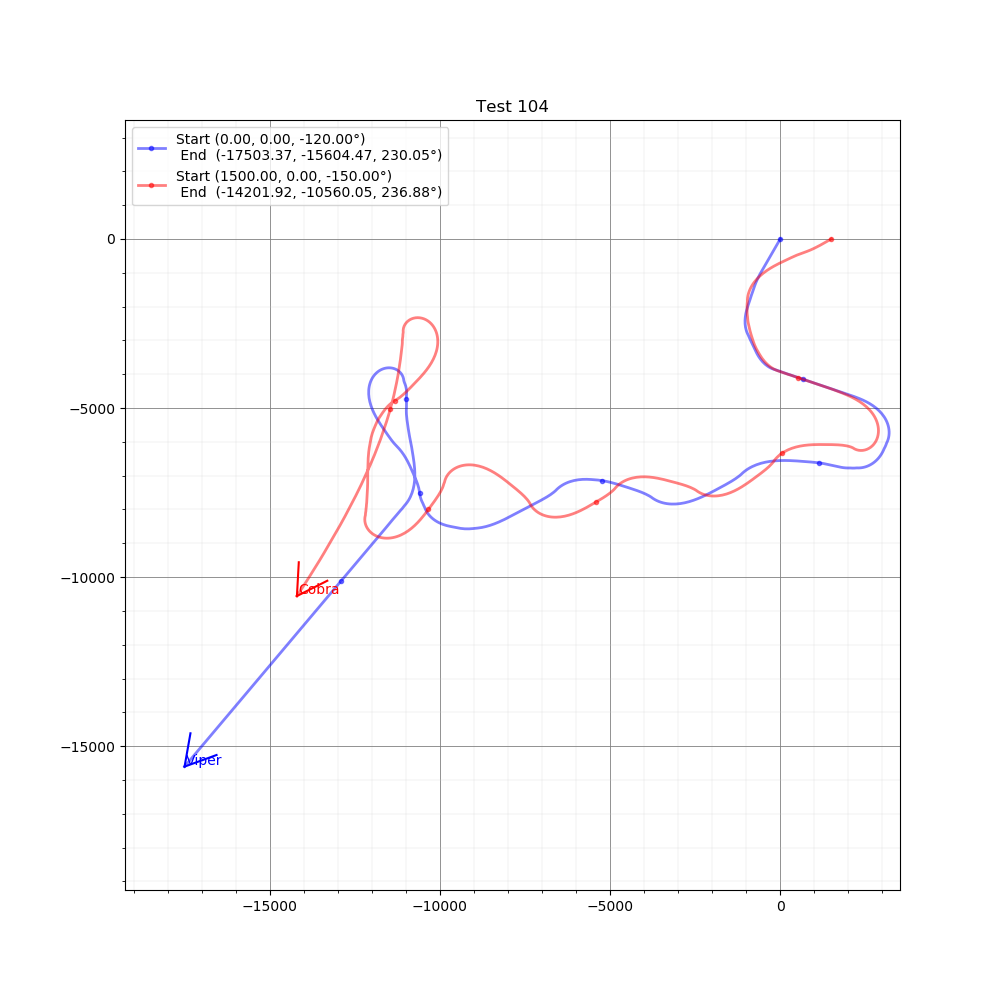 Test 104
Start (0.00, 0.00, -120.00°)
End (-17503.37, -15604.47, 230.05°)
Start (1500.00, 0.00, -150.00°)
End (-14201.92, -10560.05, 236.88°)
0
−5000
−10000
−15000
Cobra
Viper
−15000
−10000
−5000
0